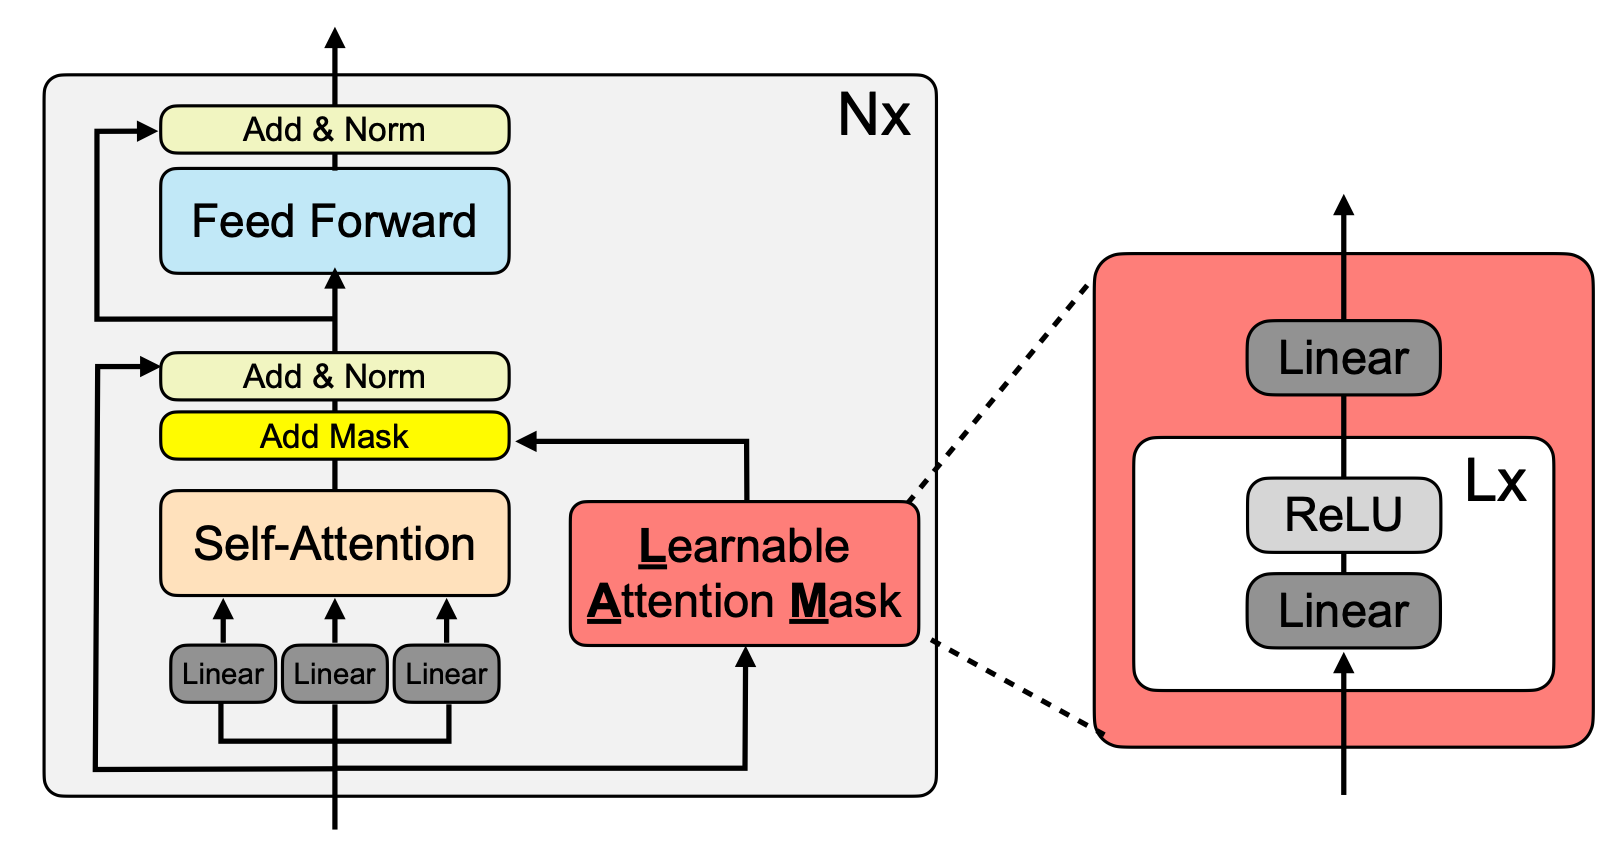 Nx
Add & Norm
Feed Forward
Add & Norm
Add Mask
Self-Attention
Linear Linear Linear
Learnable
Attention Mask
Linear
Lx
ReLU
Linear